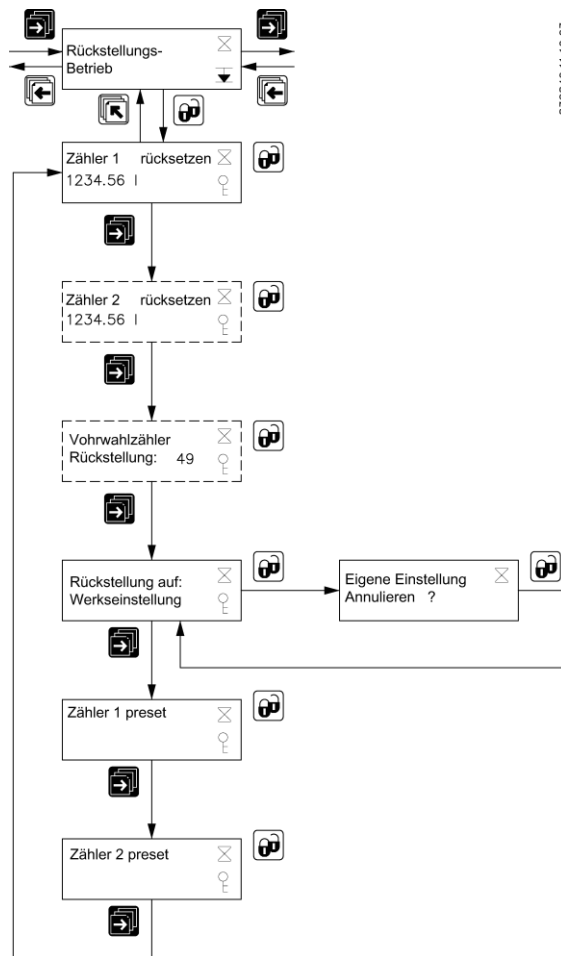 Rückstellungs-
Betrieb
Zähler 1 rücksetzen
1234.56 l
Zähler 2 rücksetzen
1234.56 l
Vohrwahlzähler
Rückstellung: 49
Rückstellung auf:
Werkseinstellung
Eigene Einstellung
Annulieren ?
Zähler 1 preset
Zähler 2 preset